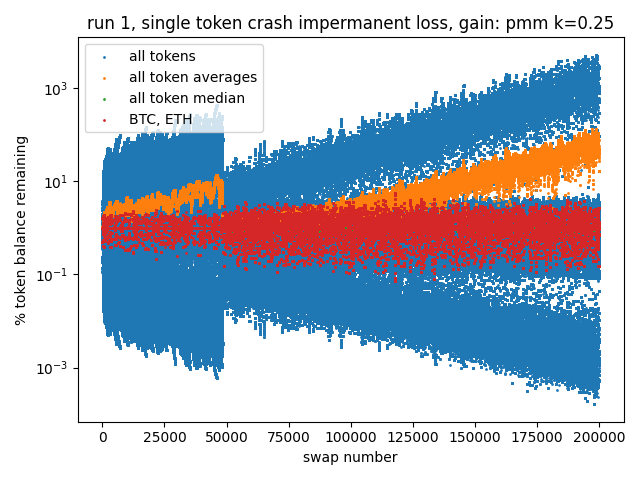 run 1, single token crash impermanent loss, gain: pmm k=0.25
all tokens
all token averages
all token median
BTC, ETH
% token balance remaining
10³
10¹
10⁻¹
10⁻³
0 25000 50000 75000 100000 125000 150000 175000 200000
swap number